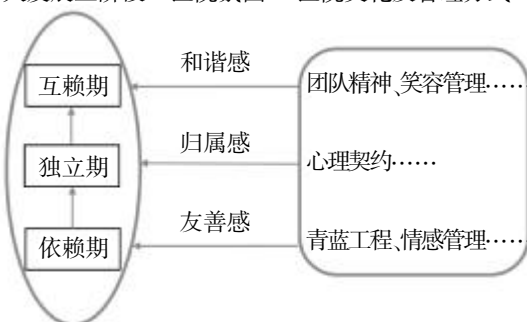 和谐感
互赖期
团队精神、笑容管理……
归属感
独立期
心理契约……
友善感
依赖期
青蓝工程、情感管理……